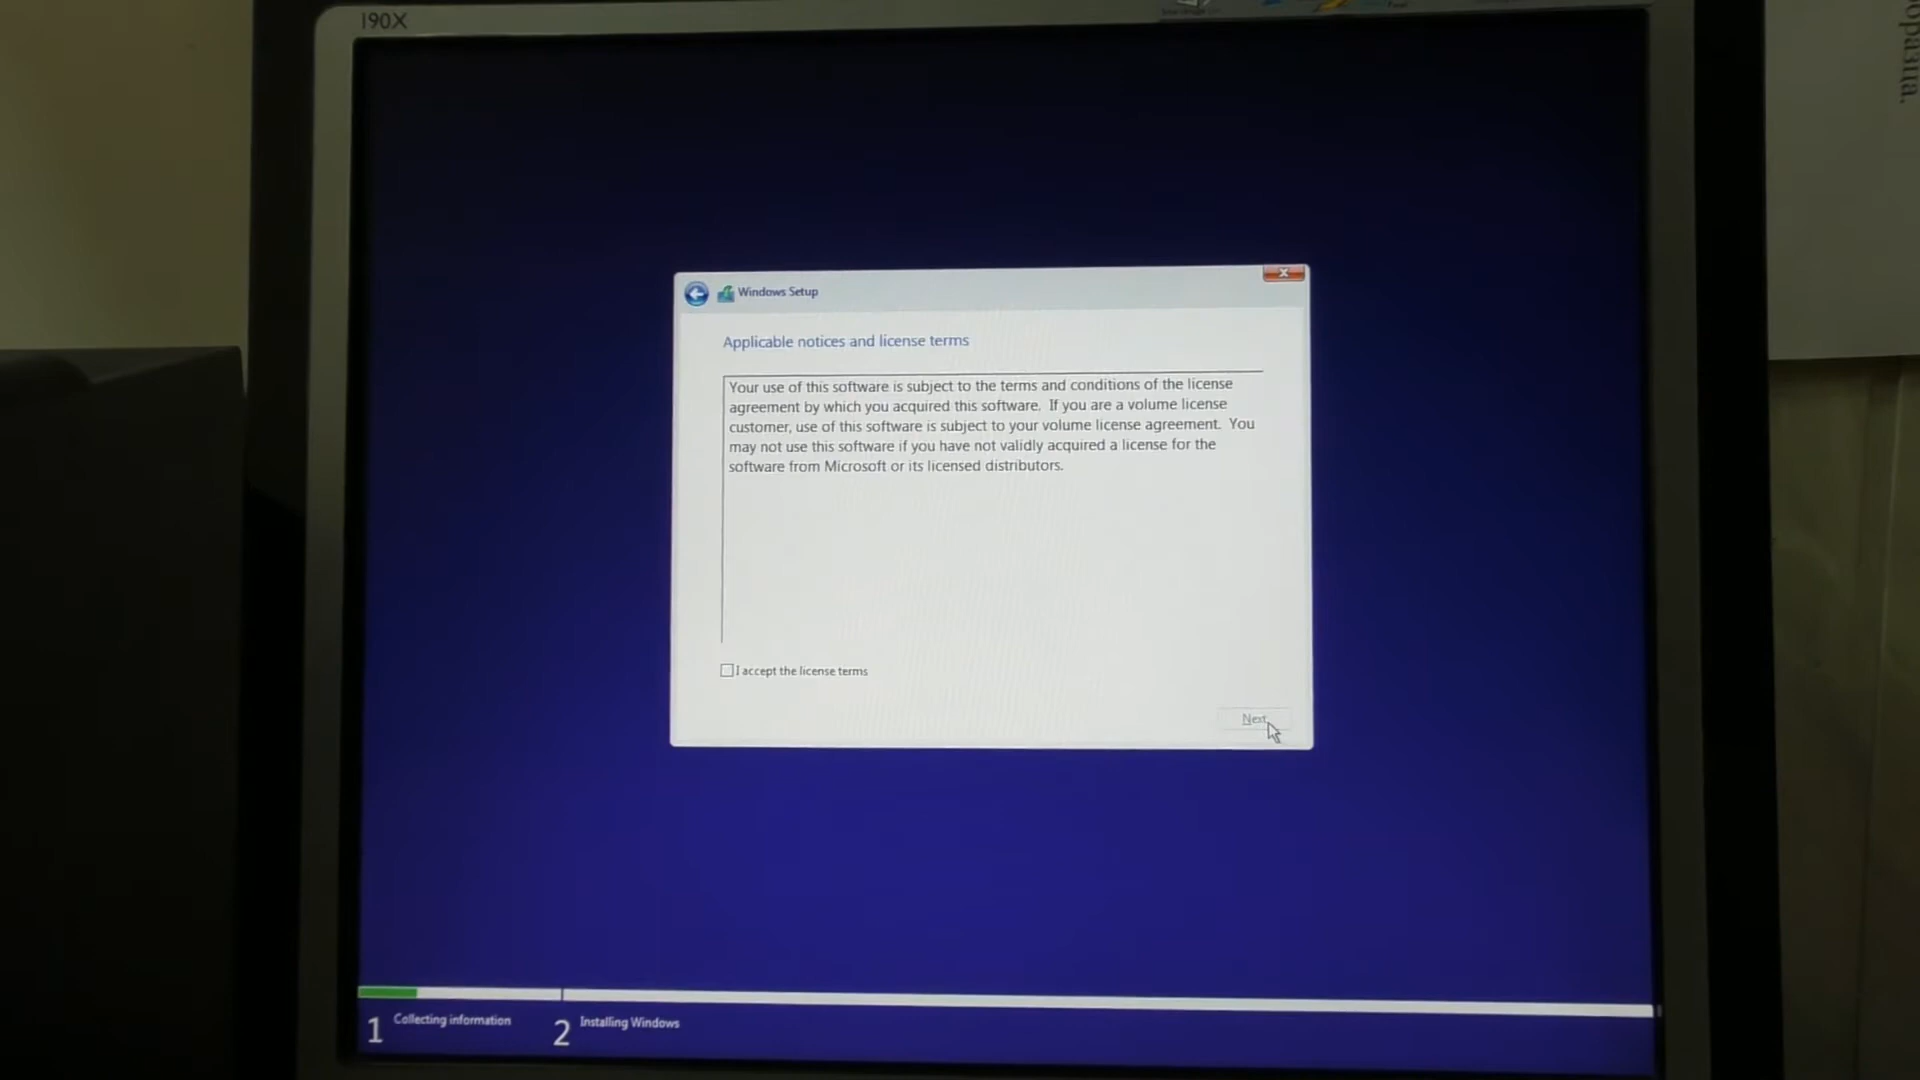 190X
Windows Setup
Applicable notices and license terms
Your use of this software is subject to the terms and conditions of the license
agreement by which you acquired this software. If you are a volume license
customer, use of this software is subject to your volume license agreement. You
may not use this software if you have not validly acquired a license for the
software from Microsoft or its licensed distributors.
I accept the license terms
Next
1 Collecting information
2 Installing Windows